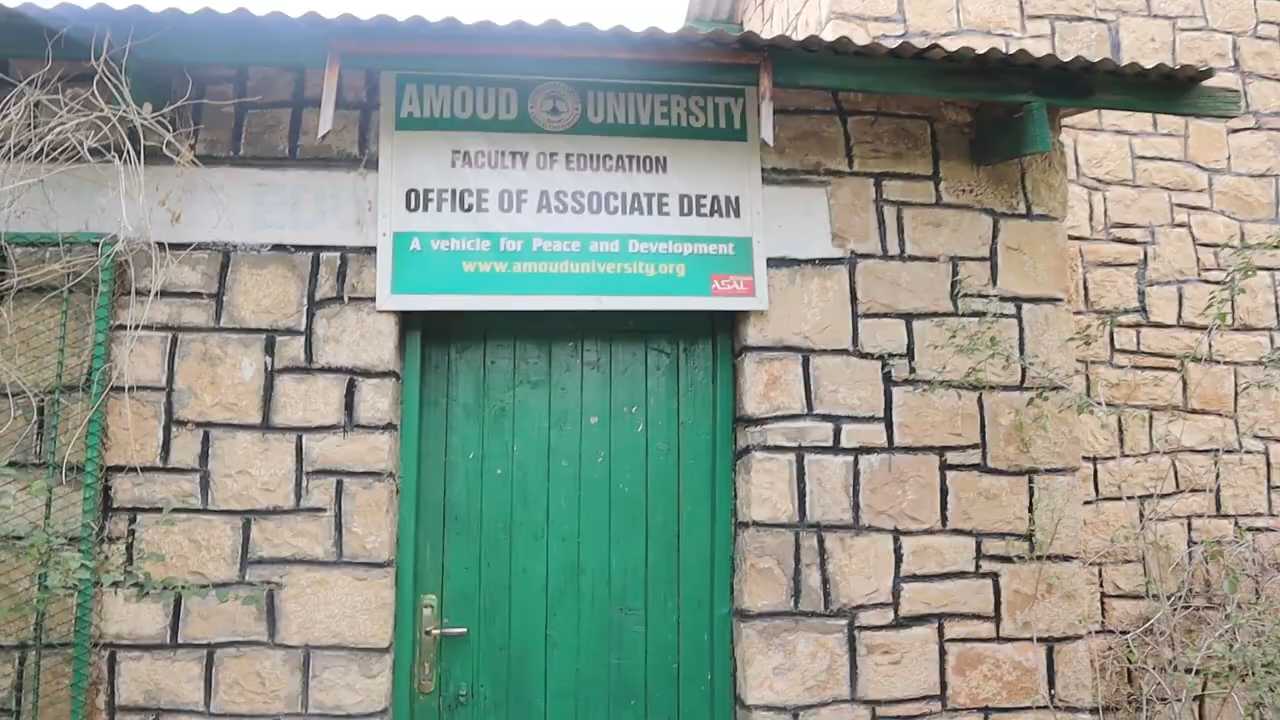 AMOUD UNIVERSITY
FACULTY OF EDUCATION
OFFICE OF ASSOCIATE DEAN
A vehicle for Peace and Development
www.amouduniversity.org
ASAL